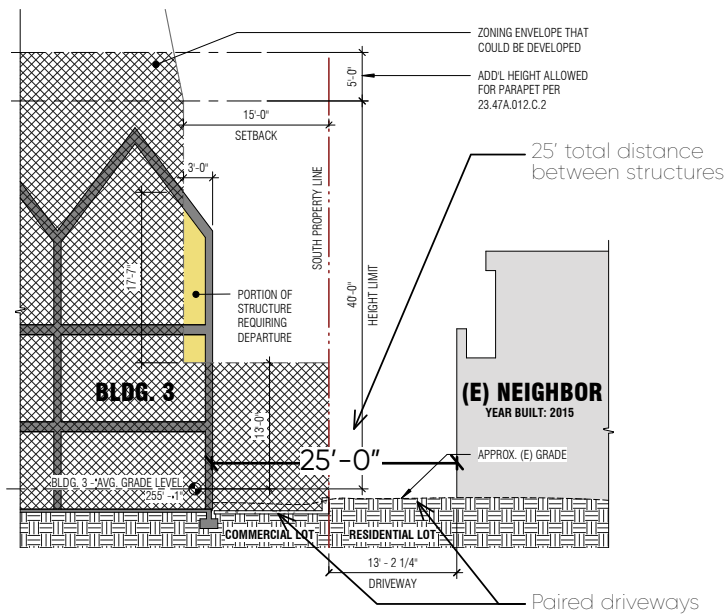 ZONING ENVELOPE THAT
COULD BE DEVELOPED
5'-0"
ADD'L HEIGHT ALLOWED
FOR PARAPET PER
23.47A.012.C.2
15'-0"
SETBACK
25' total distance
between structures
3'-0"
SOUTH PROPERTY LINE
17'-7"
40'-0"
HEIGHT LIMIT
PORTION OF
STRUCTURE
REQUIRING
DEPARTURE
BLDG. 3
(E) NEIGHBOR
YEAR BUILT: 2015
13'-0"
25'-0"
APPROX. (E) GRADE
BLDG. 3 - AVG. GRADE LEVEL
255' - 1"
COMMERCIAL LOT
RESIDENTIAL LOT
13' - 2 1/4"
DRIVEWAY
Paired driveways